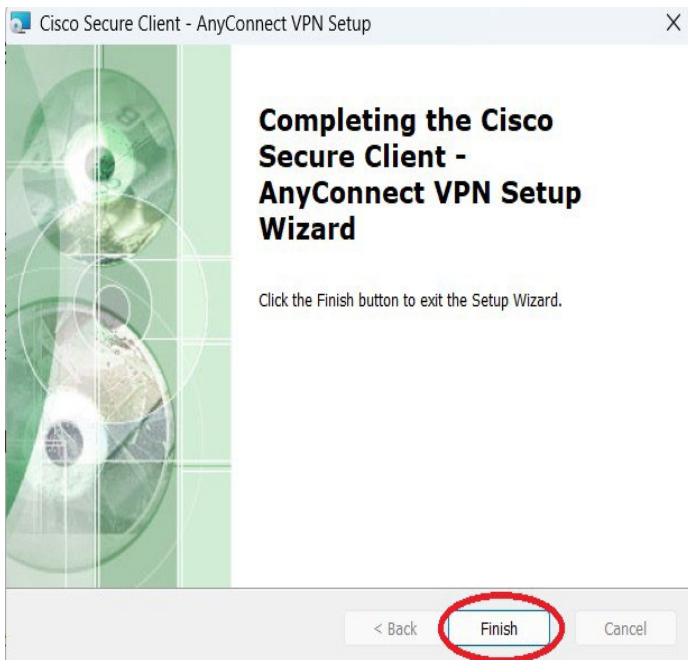 Cisco Secure Client - AnyConnect VPN Setup
Completing the Cisco
Secure Client -
AnyConnect VPN Setup
Wizard
Click the Finish button to exit the Setup Wizard.
< Back
Finish
Cancel